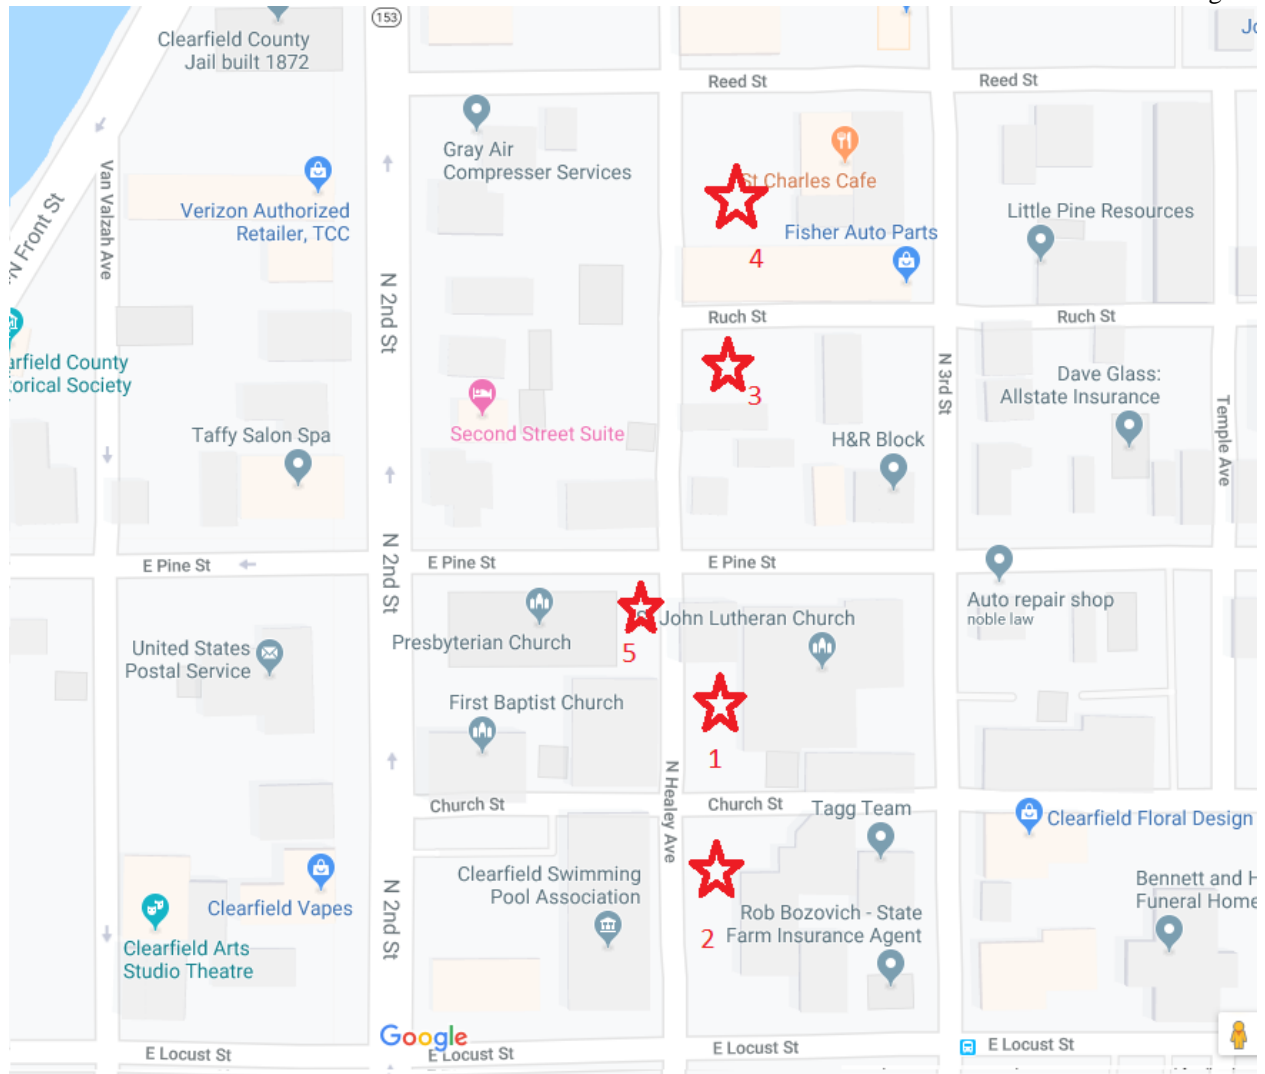 Clearfield County
Jail built 1872
153
Reed St
Reed St
Gray Air
Compresser Services
Van Valzah Ave
N Front St
Verizon Authorized
Retailer, TCC
St Charles Cafe
4
Fisher Auto Parts
Little Pine Resources
N 2nd St
Ruch St
Ruch St
arfield County
orical Society
3
N 3rd St
Dave Glass:
Allstate Insurance
Temple Ave
Taffy Salon Spa
Second Street Suite
H&R Block
N 2nd St
E Pine St
E Pine St
E Pine St
United States
Postal Service
Presbyterian Church
5
John Lutheran Church
Auto repair shop
noble law
First Baptist Church
1
N Healey Ave
Church St
Church St
Tagg Team
Clearfield Floral Design
Clearfield Swimming
Pool Association
2
Rob Bozovich - State
Farm Insurance Agent
Bennett and H
Funeral Home
Clearfield Vapes
N 2nd St
Clearfield Arts
Studio Theatre
Google
E Locust St
E Locust St
E Locust St
E Locust St